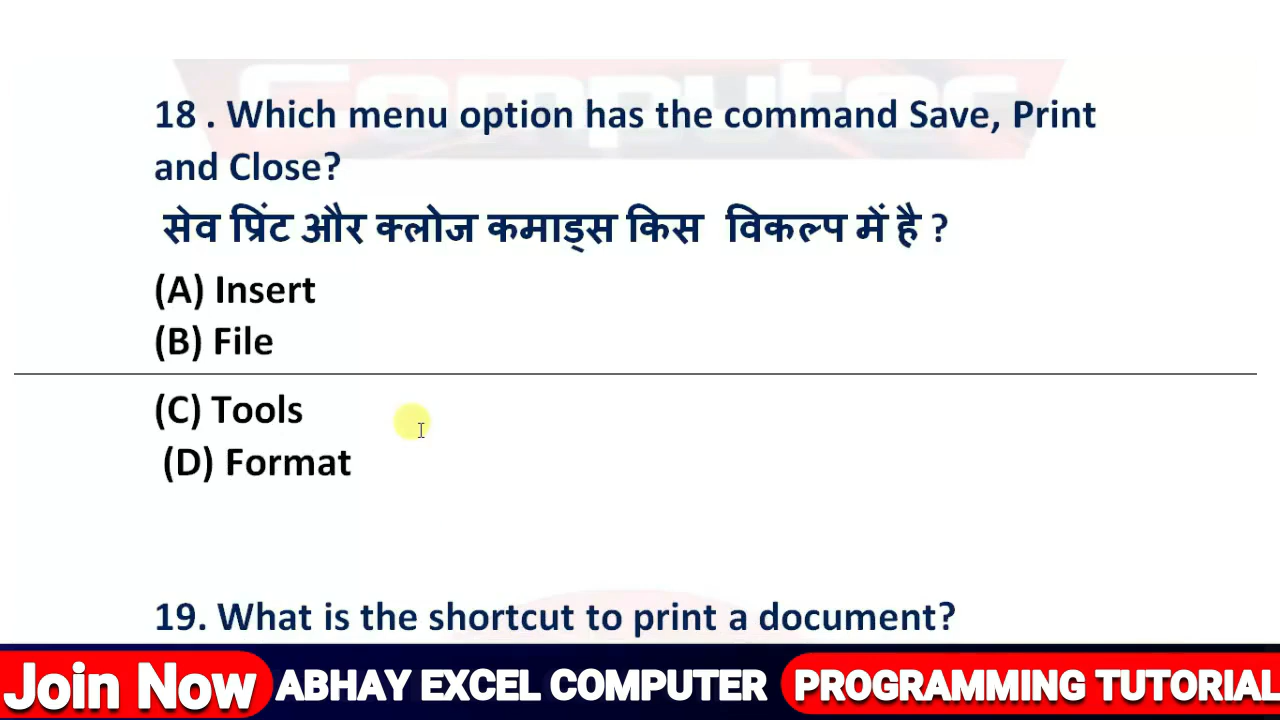 Computer
18 . Which menu option has the command Save, Print
and Close?
सेव प्रिंट और क्लोज कमाड्स किस विकल्प में है ?
(A) Insert
(B) File
(C) Tools
(D) Format
19. What is the shortcut to print a document?
Join Now ABHAY EXCEL COMPUTER PROGRAMMING TUTORIAL